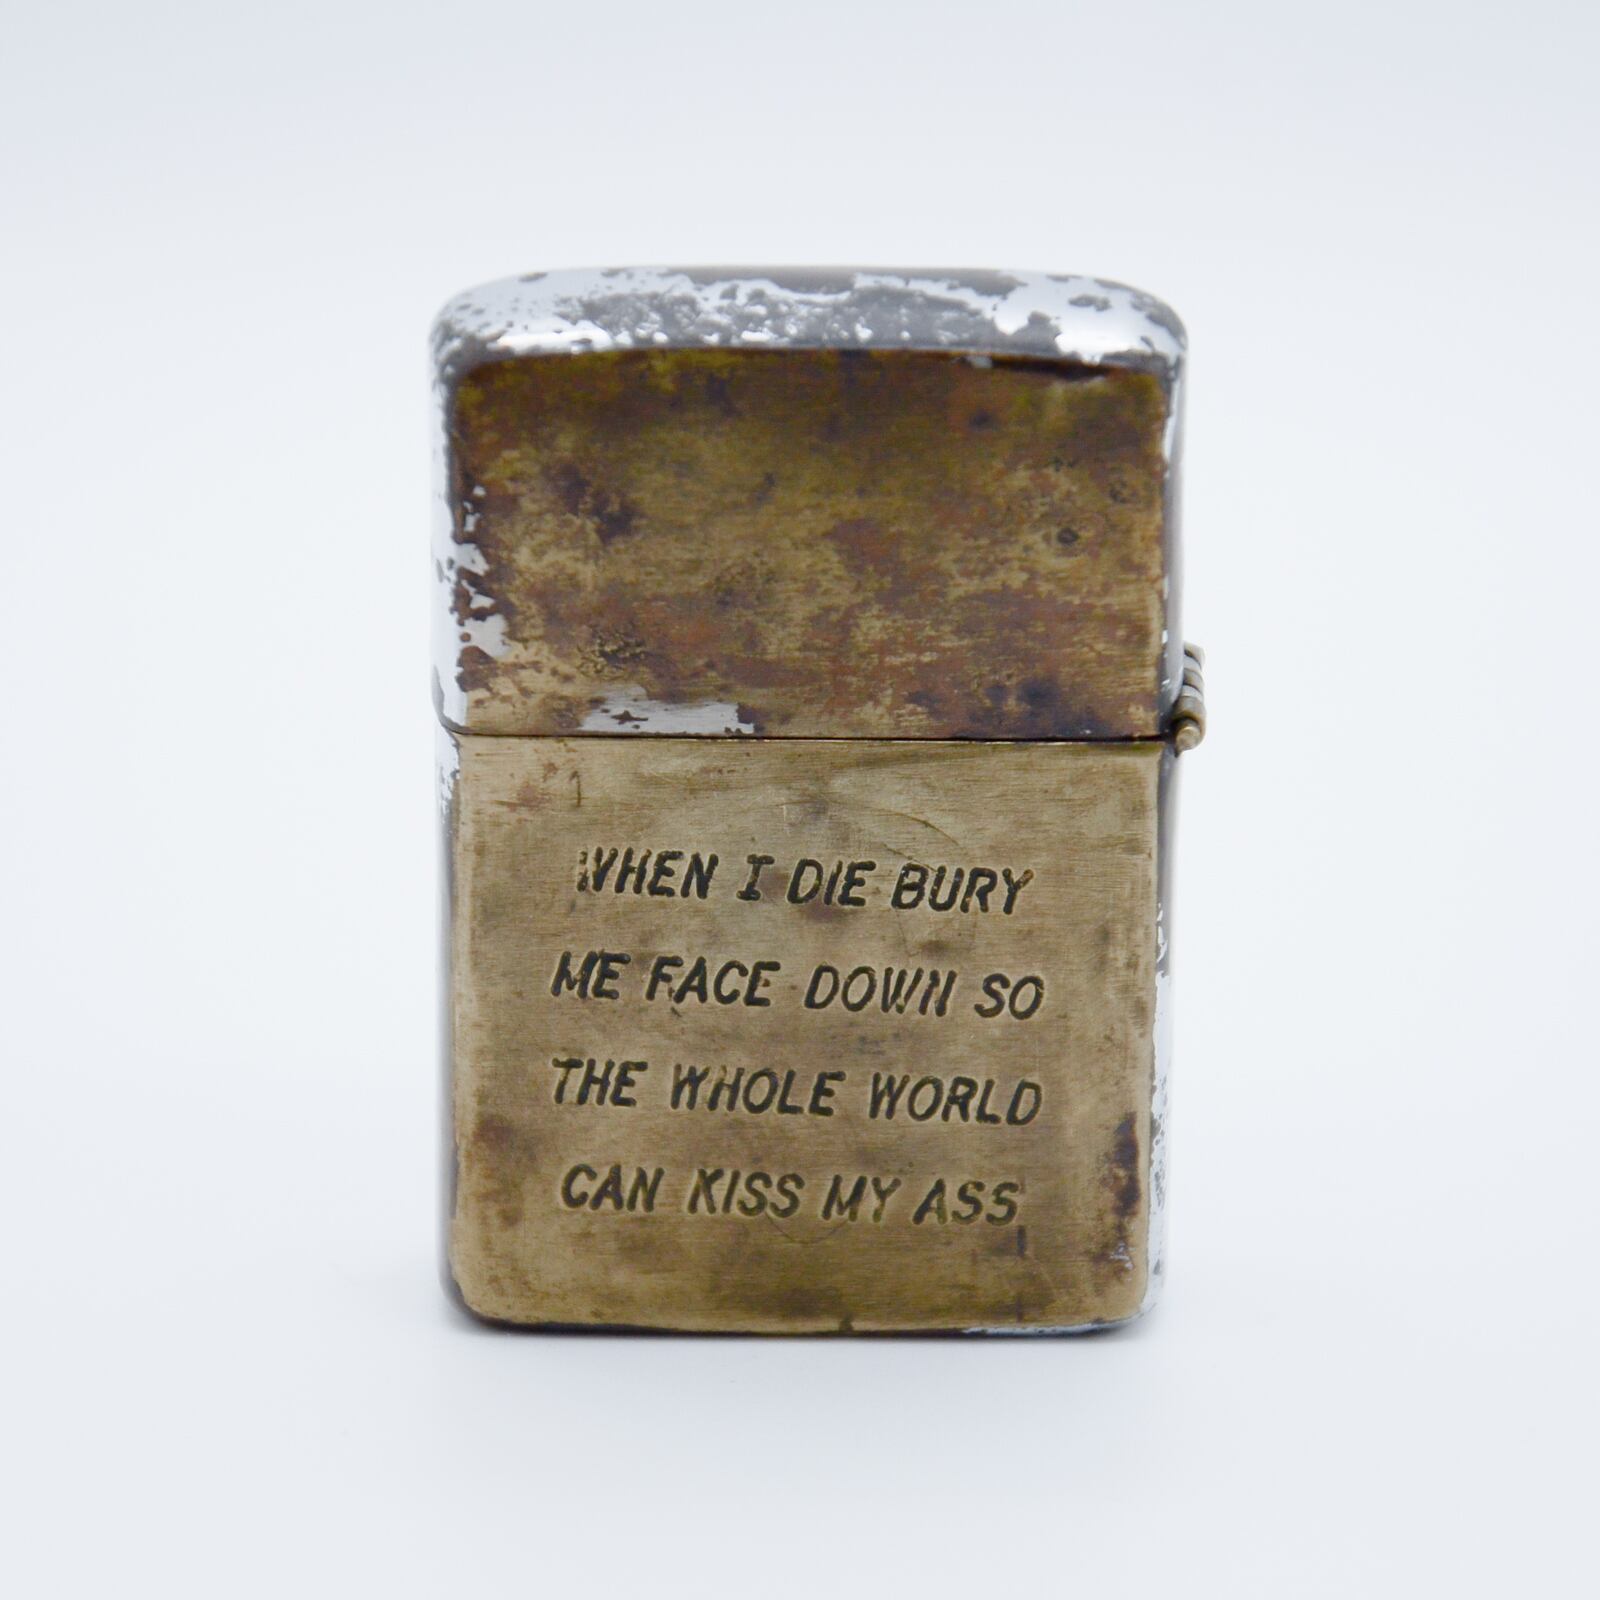 WHEN I DIE BURY
ME FACE DOWN SO
THE WHOLE WORLD
CAN KISS MY ASS